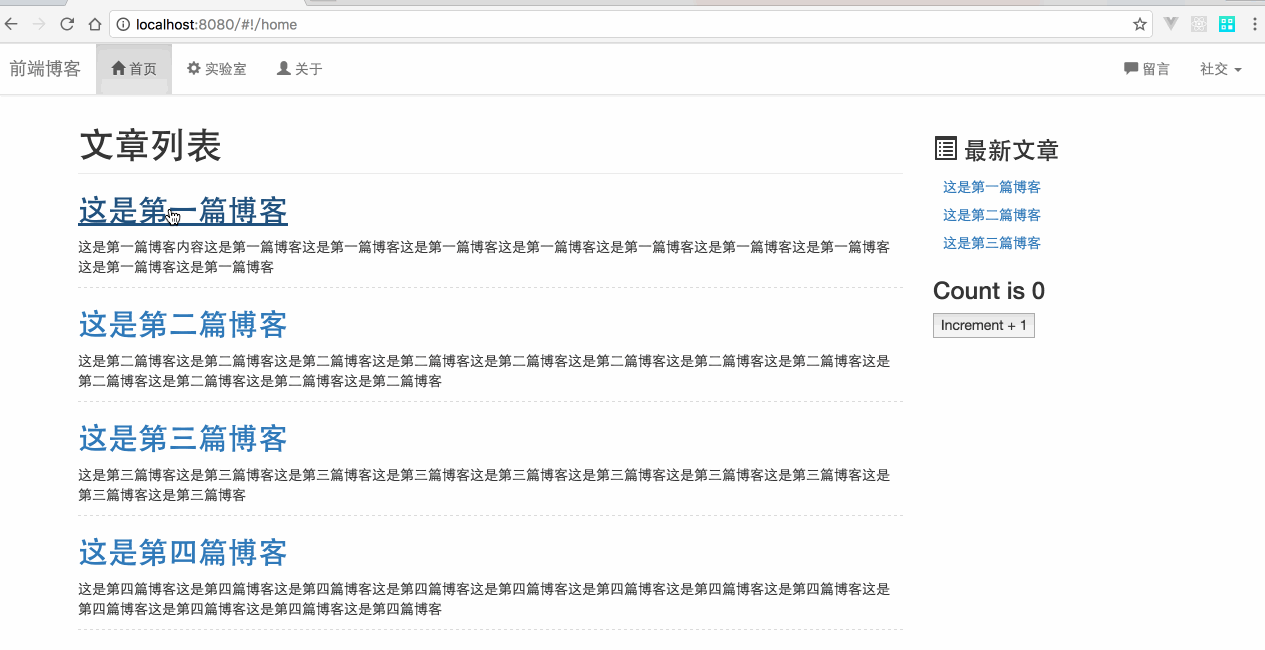 localhost:8080/#!/home
前端博客 首页 实验室 关于 留言 社交
文章列表
这是第一篇博客
这是第一篇博客内容这是第一篇博客这是第一篇博客这是第一篇博客这是第一篇博客这是第一篇博客这是第一篇博客这是第一篇博客
这是第一篇博客这是第一篇博客
这是第二篇博客
这是第二篇博客这是第二篇博客这是第二篇博客这是第二篇博客这是第二篇博客这是第二篇博客这是第二篇博客这是第二篇博客这是
第二篇博客这是第二篇博客这是第二篇博客这是第二篇博客
这是第三篇博客
这是第三篇博客这是第三篇博客这是第三篇博客这是第三篇博客这是第三篇博客这是第三篇博客这是第三篇博客这是第三篇博客这是
第三篇博客这是第三篇博客
这是第四篇博客
这是第四篇博客这是第四篇博客这是第四篇博客这是第四篇博客这是第四篇博客这是第四篇博客这是第四篇博客这是第四篇博客这是
第四篇博客这是第四篇博客这是第四篇博客这是第四篇博客
最新文章
这是第一篇博客
这是第二篇博客
这是第三篇博客
Count is 0
Increment + 1